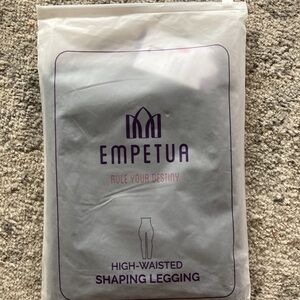 EMPETUA
RULE YOUR DESTINY
HIGH-WAISTED
SHAPING LEGGING